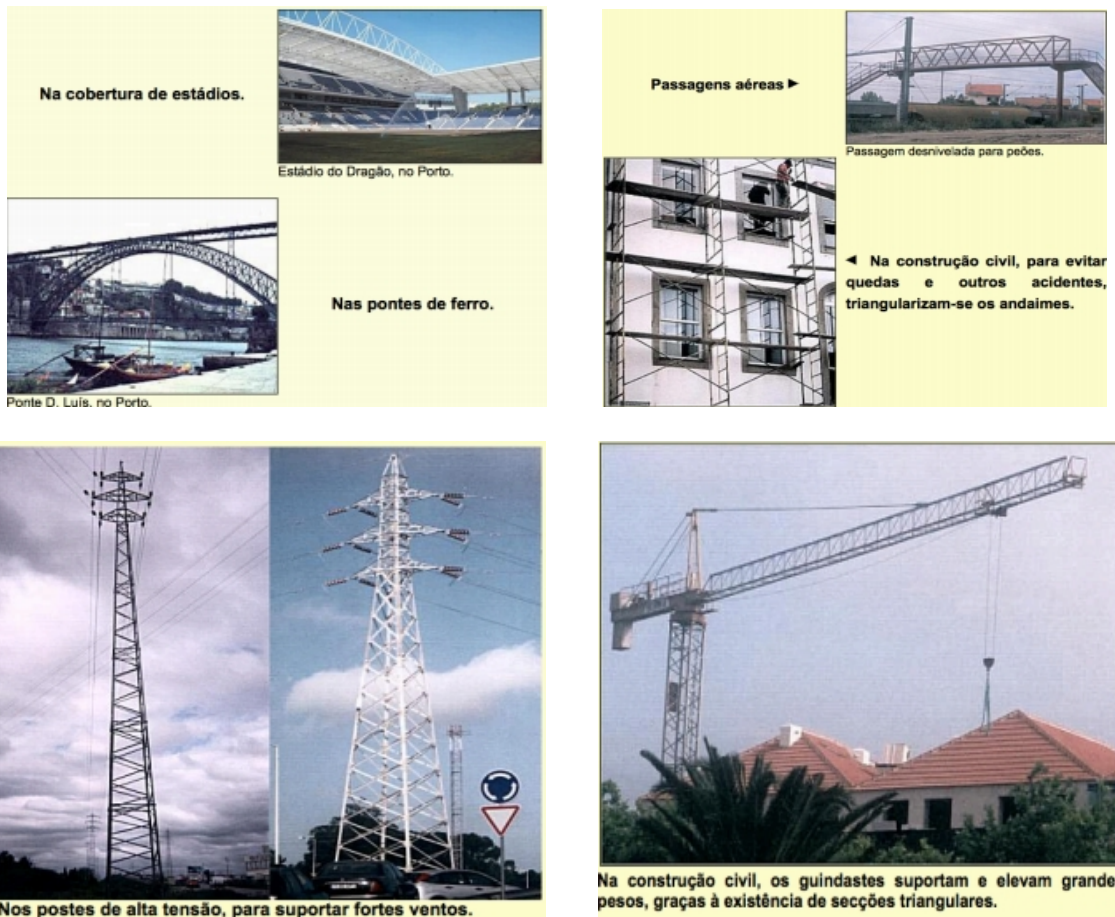 Na cobertura de estádios.
Estádio do Dragão, no Porto.
Nas pontes de ferro.
Ponte D. Luís, no Porto.
Passagens aéreas ►
Passagem desnivelada para peões.
◄ Na construção civil, para evitar
quedas e outros acidentes,
triangularizam-se os andaimes.
Nos postes de alta tensão, para suportar fortes ventos.
Na construção civil, os guindastes suportam e elevam grande
pesos, graças à existência de secções triangulares.